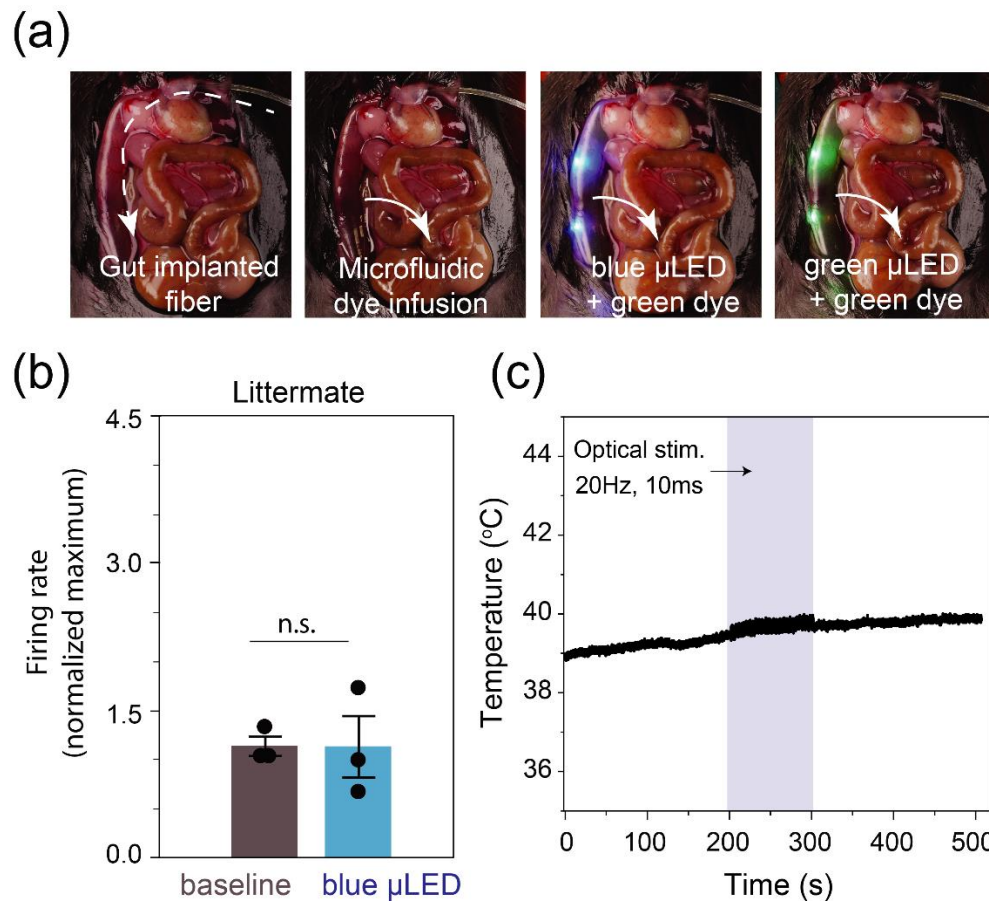 (a)
Gut implanted
fiber
Microfluidic
dye infusion
blue µLED
+ green dye
green µLED
+ green dye
(b)
Littermate
Firing rate
(normalized maximum)
4.5
3.0
1.5
0.0
n.s.
baseline
blue µLED
(c)
Temperature (°C)
44
42
40
38
36
Optical stim.
20Hz, 10ms
0
100
200
300
400
500
Time (s)